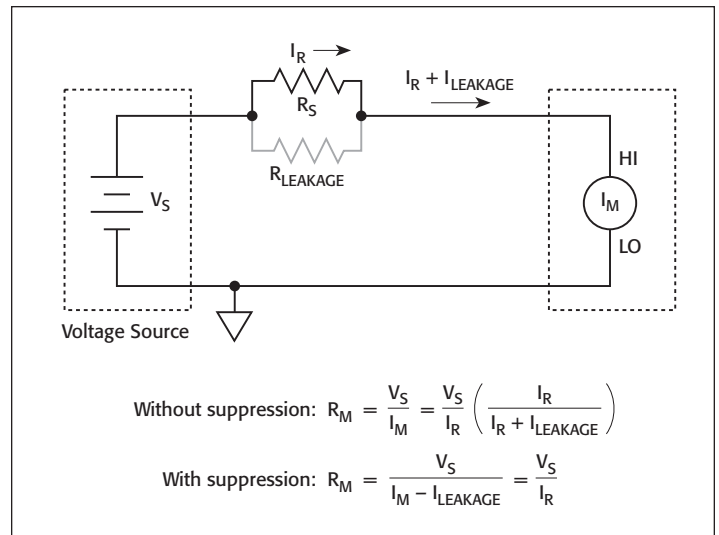 I_R →
R_S
I_R + I_LEAKAGE
R_LEAKAGE
HI
V_S
I_M
LO
Voltage Source
Without suppression: R_M = V_S / I_M = V_S / I_R ( I_R / (I_R + I_LEAKAGE) )
With suppression: R_M = V_S / (I_M – I_LEAKAGE) = V_S / I_R